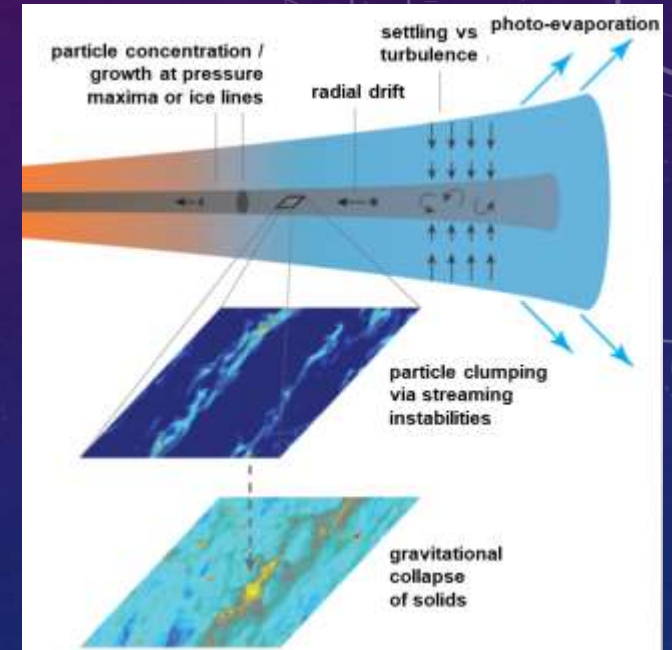 photo-evaporation
settling vs
turbulence
particle concentration /
growth at pressure
maxima or ice lines
radial drift
particle clumping
via streaming
instabilities
gravitational
collapse
of solids